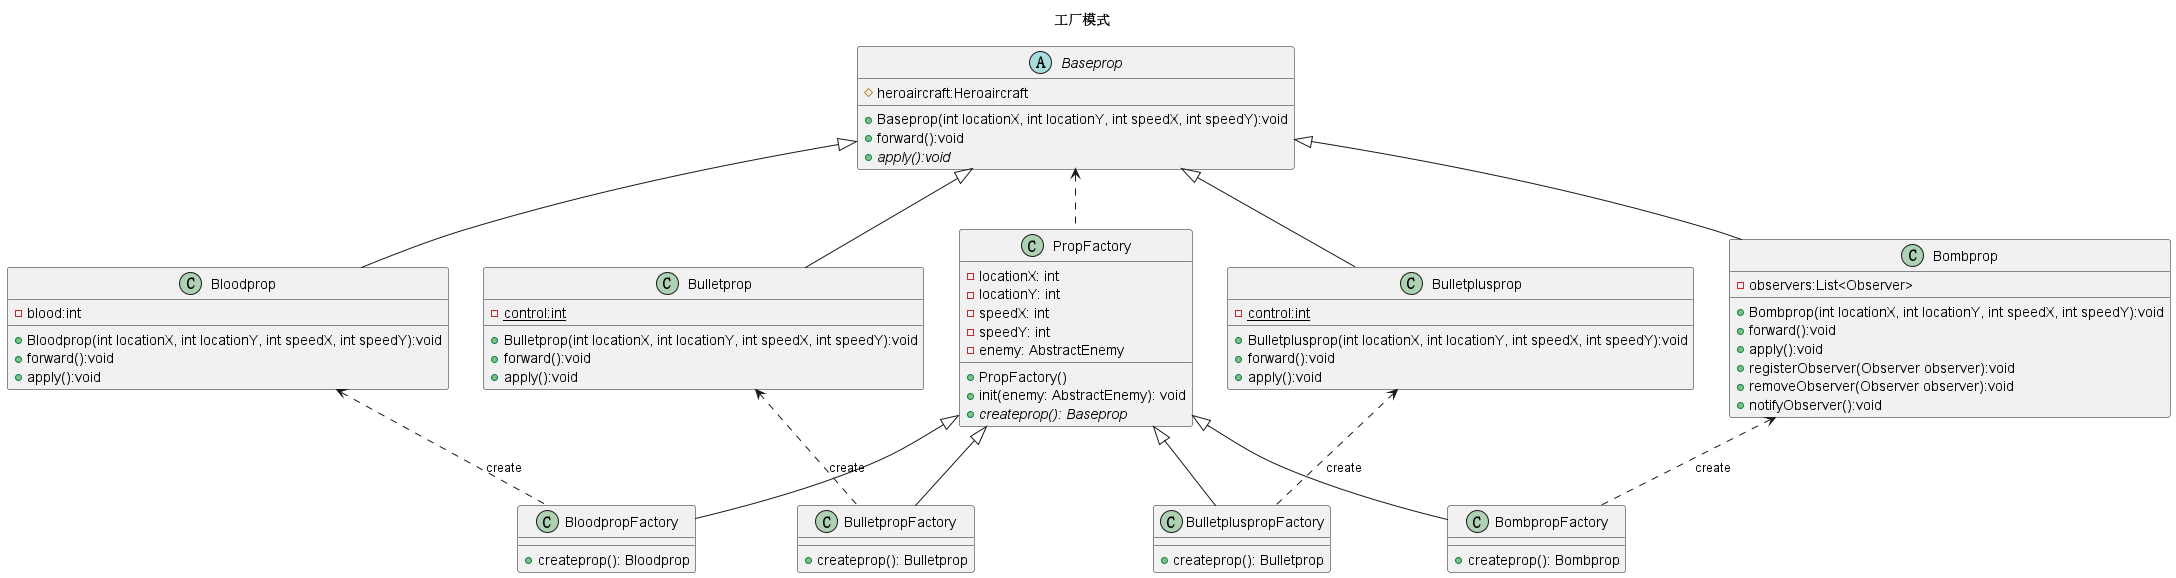 工厂模式
A Baseprop
heroaircraft:Heroaircraft
Baseprop(int locationX, int locationY, int speedX, int speedY):void
forward():void
apply():void
C Bloodprop
blood:int
Bloodprop(int locationX, int locationY, int speedX, int speedY):void
forward():void
apply():void
C Bulletprop
control:int
Bulletprop(int locationX, int locationY, int speedX, int speedY):void
forward():void
apply():void
C PropFactory
locationX: int
locationY: int
speedX: int
speedY: int
enemy: AbstractEnemy
PropFactory()
init(enemy: AbstractEnemy): void
createprop(): Baseprop
C Bulletplusprop
control:int
Bulletplusprop(int locationX, int locationY, int speedX, int speedY):void
forward():void
apply():void
C Bombprop
observers:List<Observer>
Bombprop(int locationX, int locationY, int speedX, int speedY):void
forward():void
apply():void
registerObserver(Observer observer):void
removeObserver(Observer observer):void
notifyObserver():void
create
create
create
create
C BloodpropFactory
createprop(): Bloodprop
C BulletpropFactory
createprop(): Bulletprop
C BulletpluspropFactory
createprop(): Bulletprop
C BombpropFactory
createprop(): Bombprop